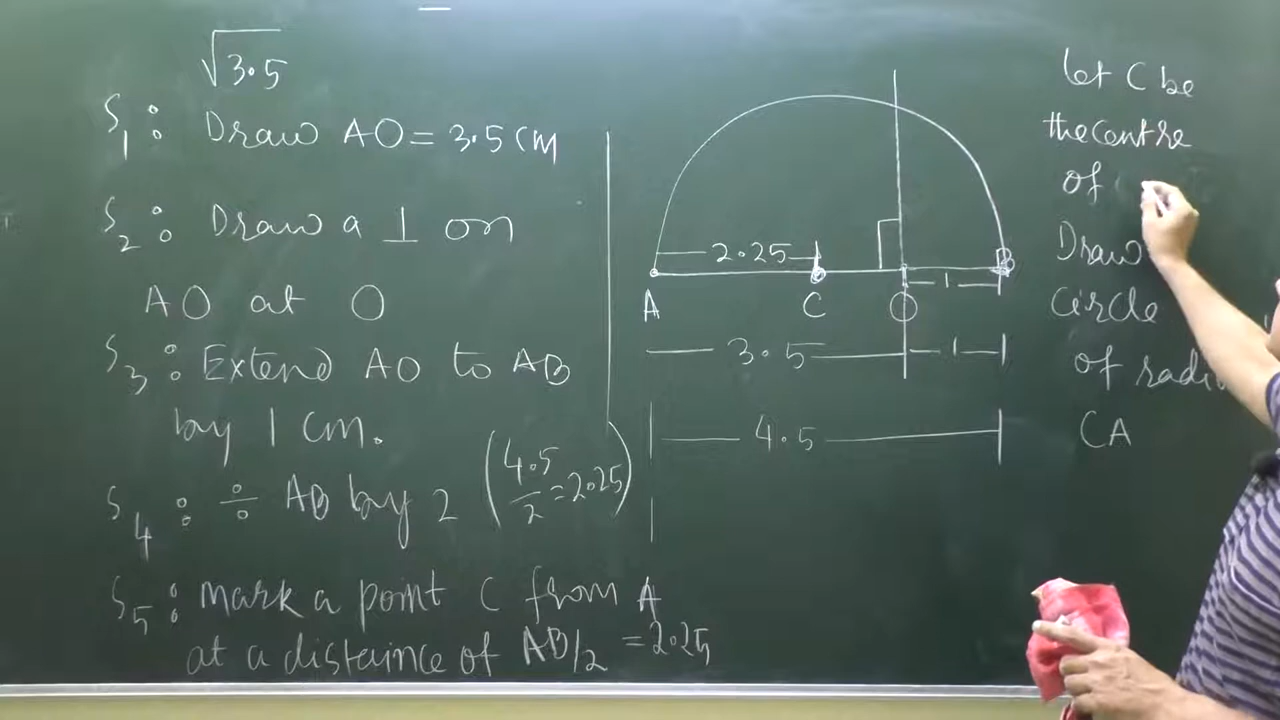 √3.5
S1: Draw AO = 3.5 cm
S2: Draw a ⊥ on
AO at O
S3: Extend AO to AB
by 1 cm.
S4: ÷ AB by 2 (4.5/2 = 2.25)
S5: mark a point C from A
at a distaince of AB/2 = 2.25
2.25
B
1
A C O
3.5 1
4.5
let C be
the centre
of
Draw
circle
of radi
CA